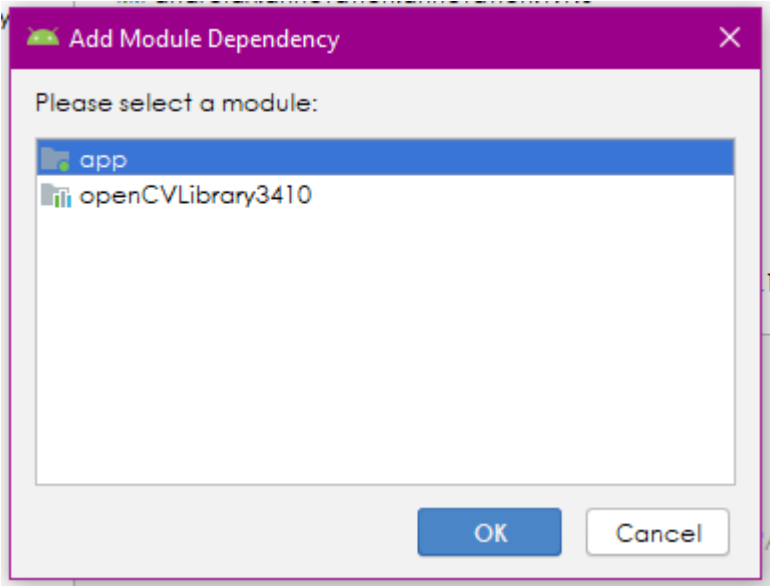 Add Module Dependency
Please select a module:
app
openCVLibrary3410
OK
Cancel